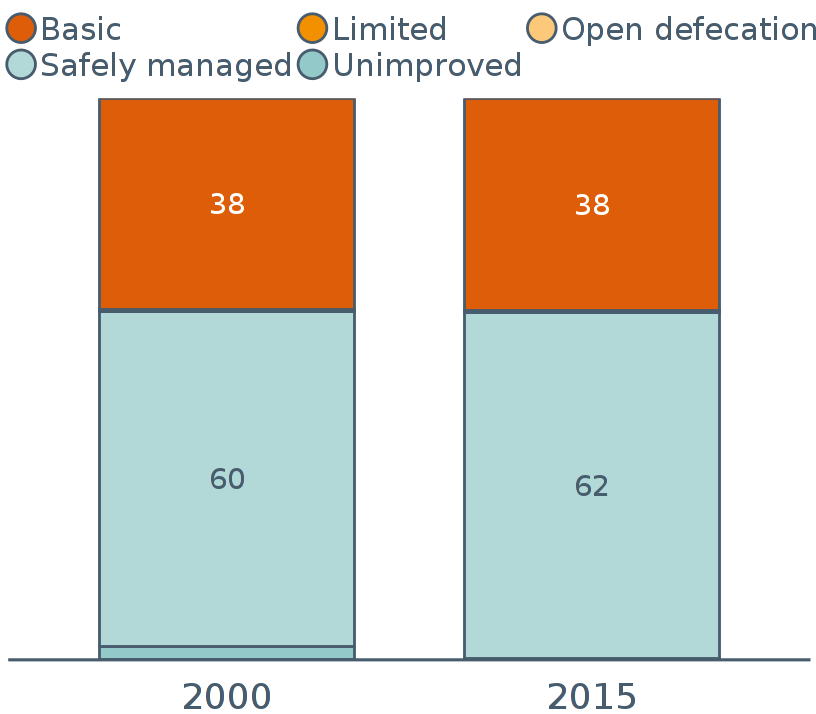 Basic Limited Open defecation
Safely managed Unimproved
38 38
60 62
2000 2015